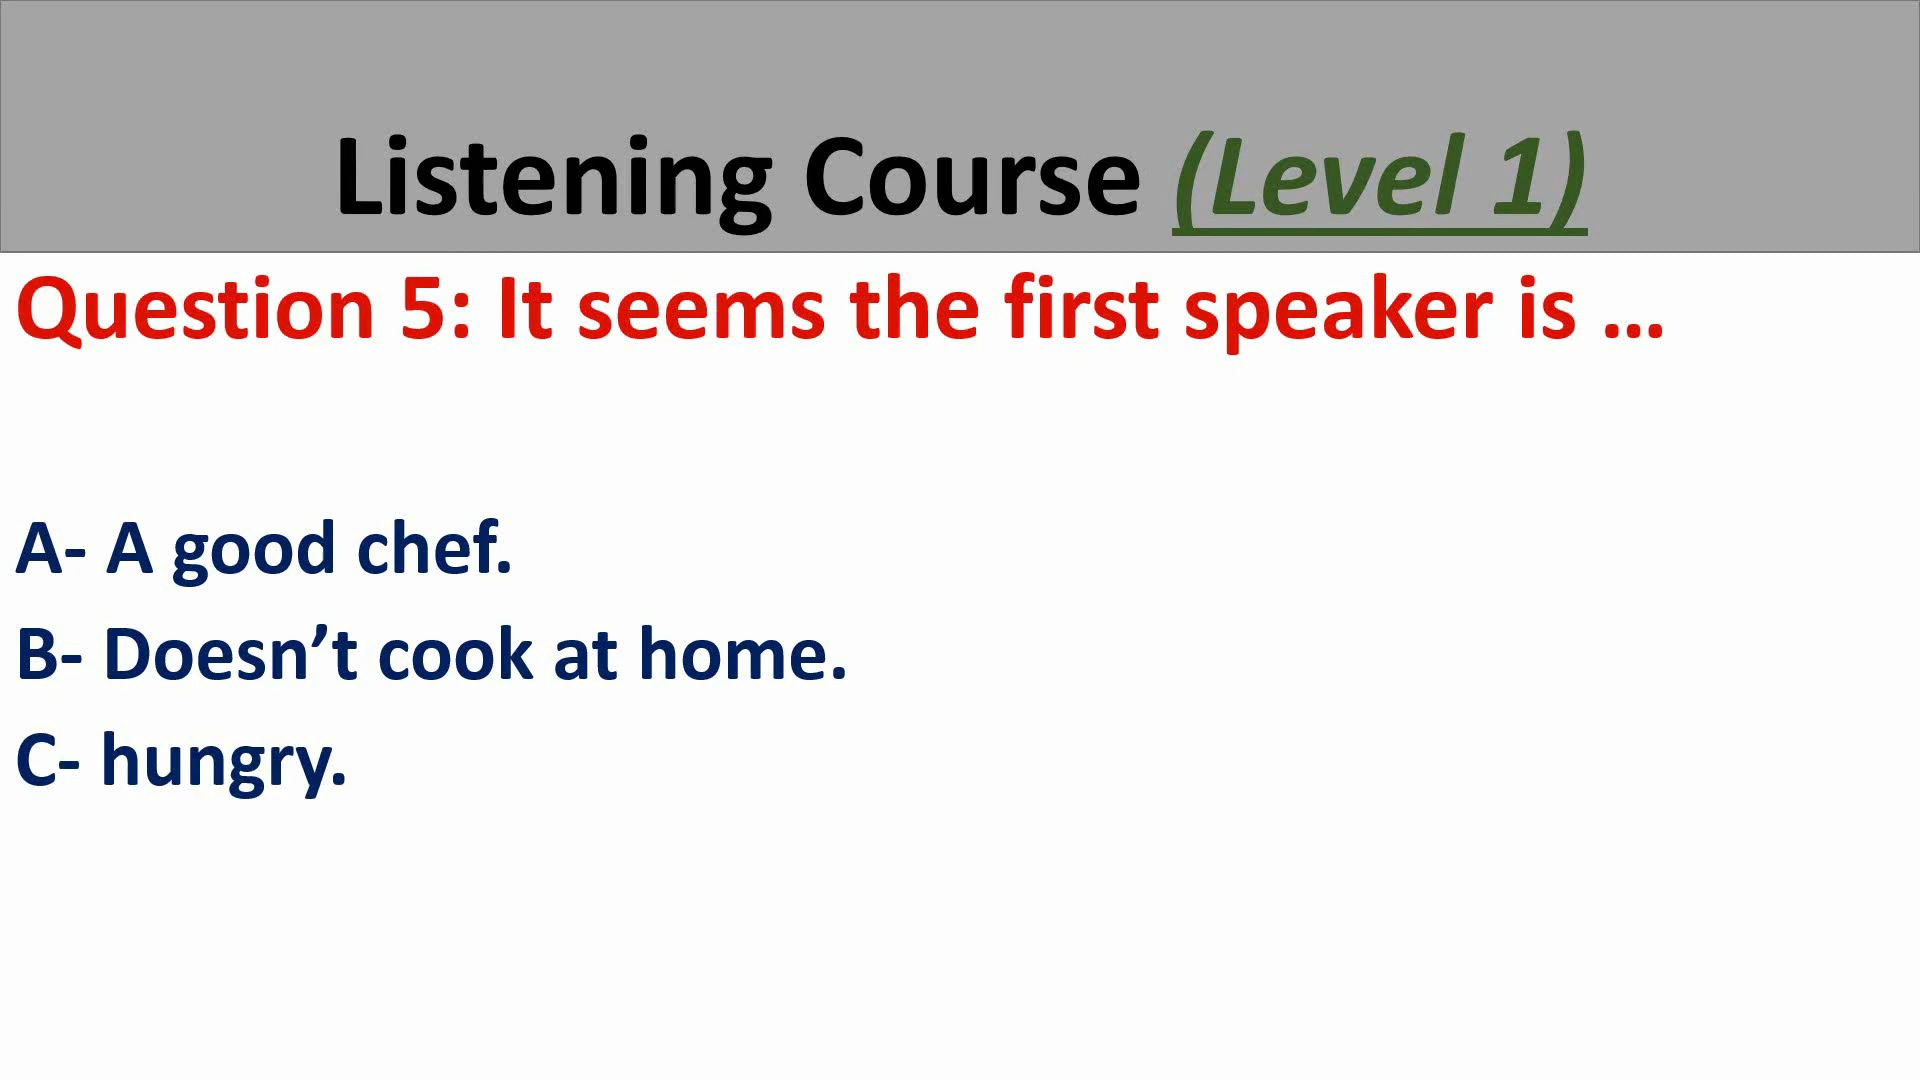 Listening Course (Level 1)
Question 5: It seems the first speaker is …
A- A good chef.
B- Doesn’t cook at home.
C- hungry.